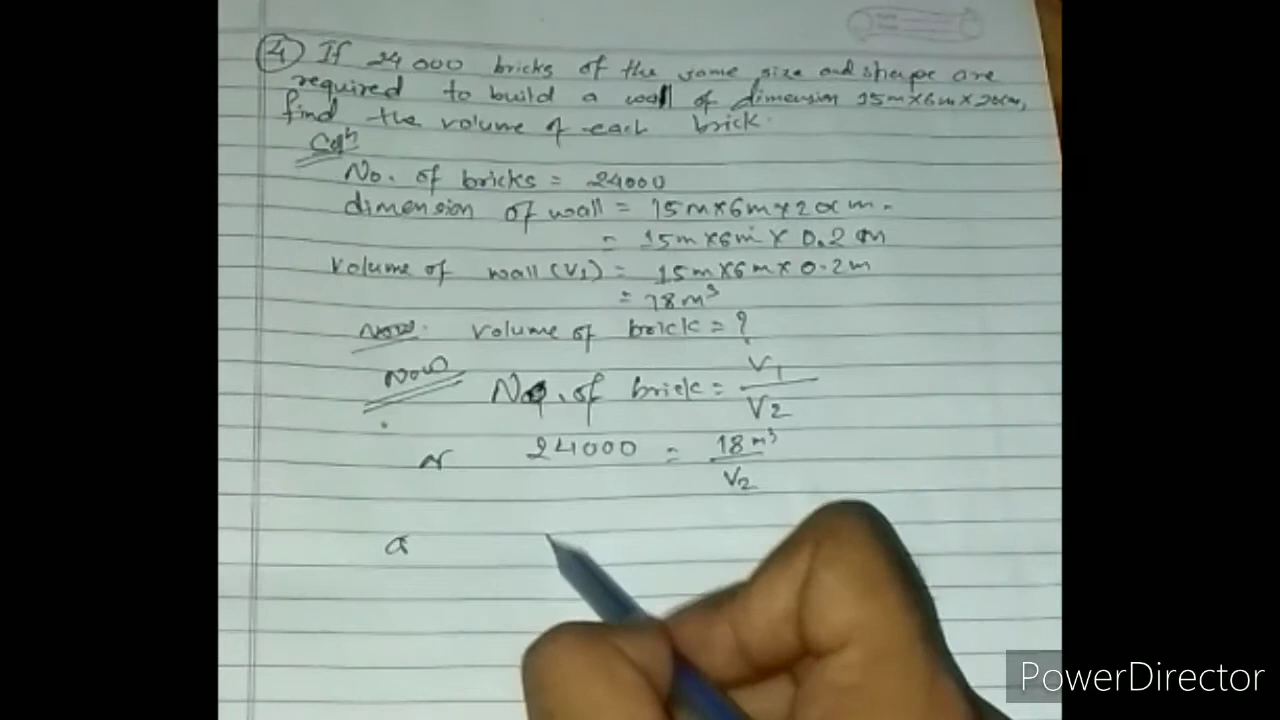 4) If 24000 bricks of the same size and shape are
required to build a wall of dimension 15m×6m×20cm,
find the volume of each brick.
Solⁿ
No. of bricks = 24000
dimension of wall = 15m×6m×20cm.
= 15m×6m × 0.2m
volume of wall (V₁) = 15m×6m×0.2m
= 18m³
Now. volume of brick = ?
Now No. of brick = V₁/V₂
or 24000 = 18m³/V₂
or
PowerDirector